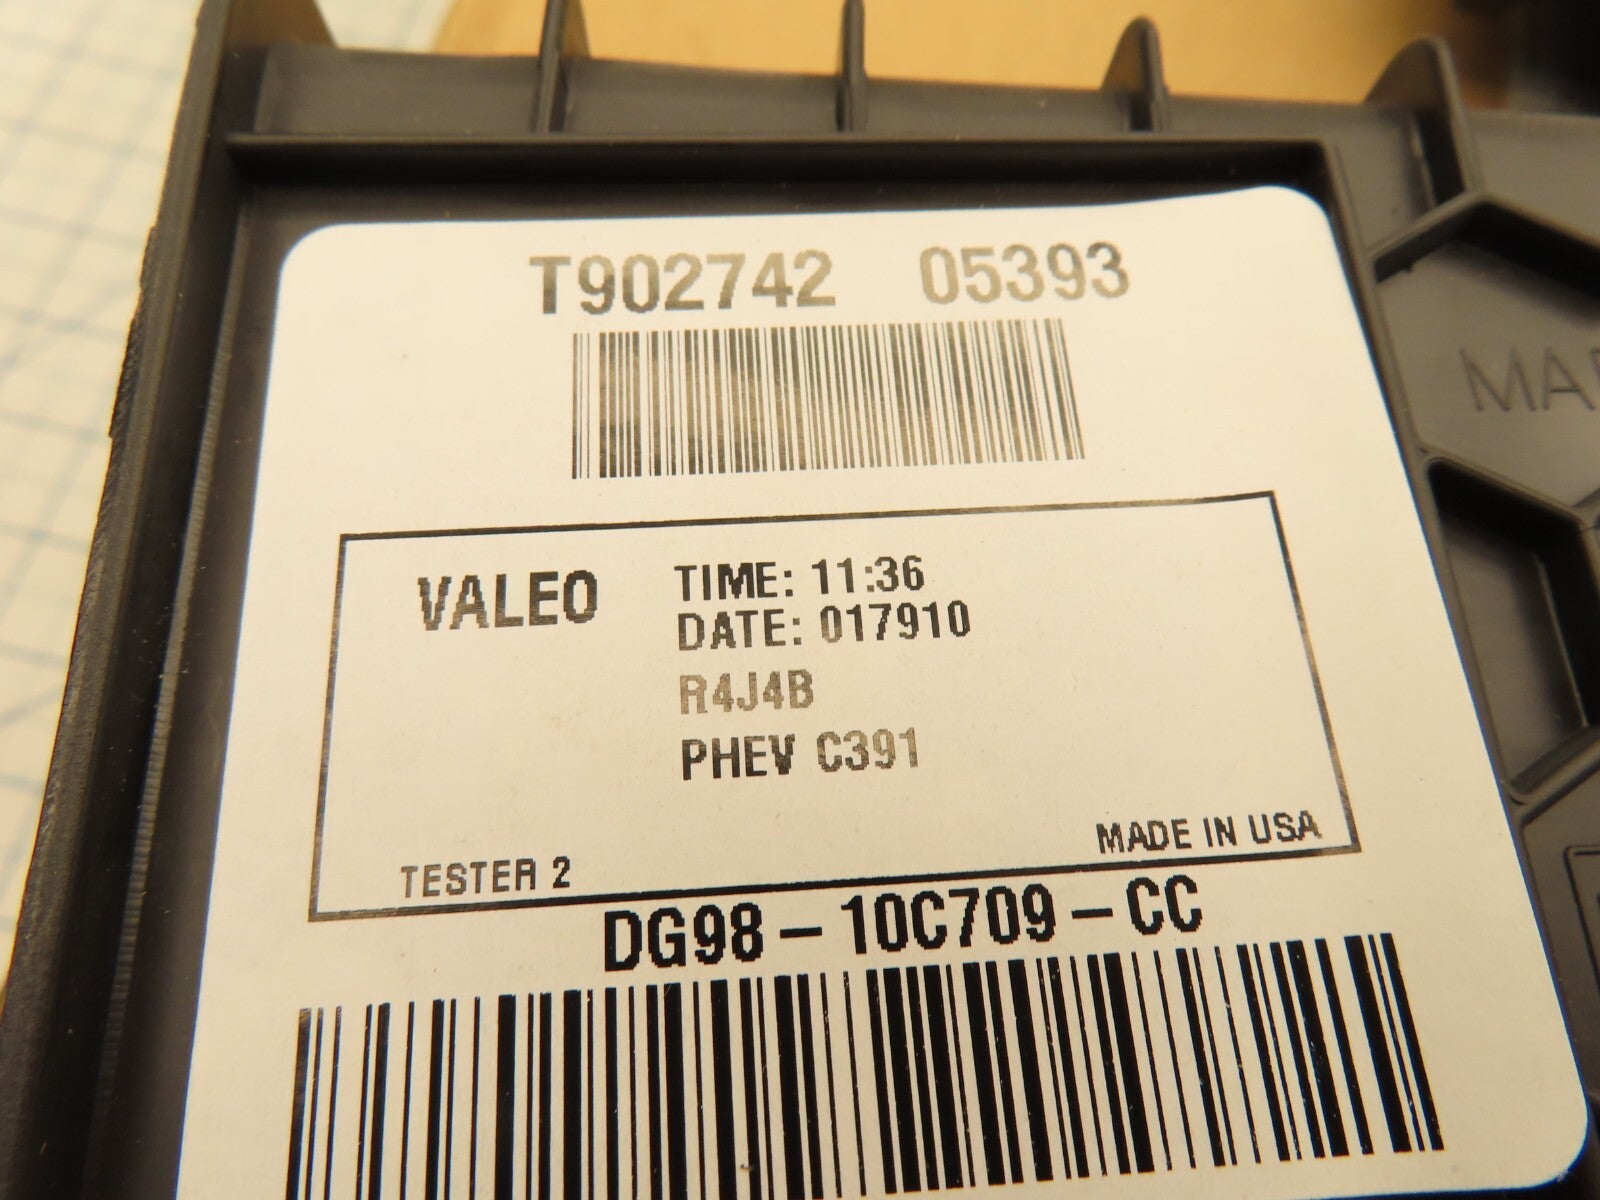 T902742 05393
VALEO
TIME: 11:36
DATE: 017910
R4J4B
PHEV C391
MADE IN USA
TESTER 2
DG98-10C709-CC